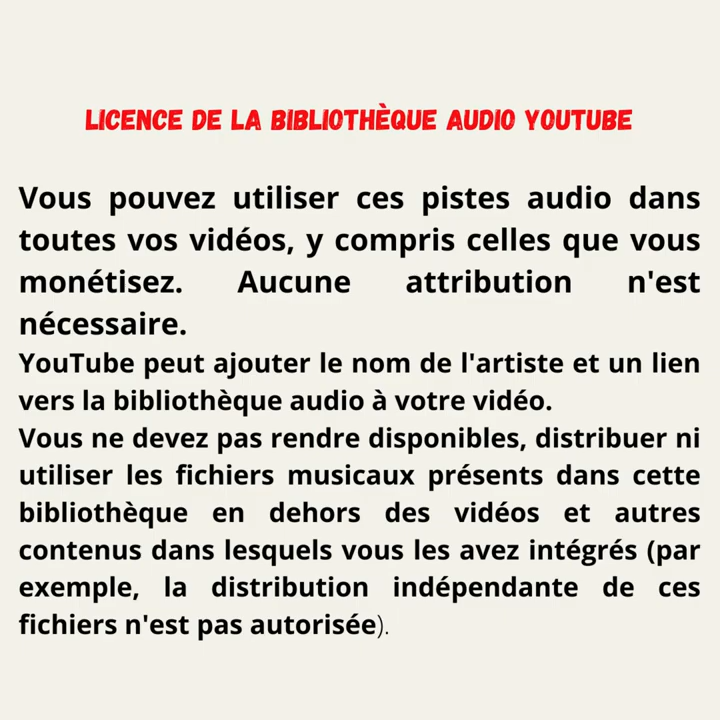 LICENCE DE LA BIBLIOTHÈQUE AUDIO YOUTUBE
Vous pouvez utiliser ces pistes audio dans
toutes vos vidéos, y compris celles que vous
monétisez. Aucune attribution n'est
nécessaire.
YouTube peut ajouter le nom de l'artiste et un lien
vers la bibliothèque audio à votre vidéo.
Vous ne devez pas rendre disponibles, distribuer ni
utiliser les fichiers musicaux présents dans cette
bibliothèque en dehors des vidéos et autres
contenus dans lesquels vous les avez intégrés (par
exemple, la distribution indépendante de ces
fichiers n'est pas autorisée).